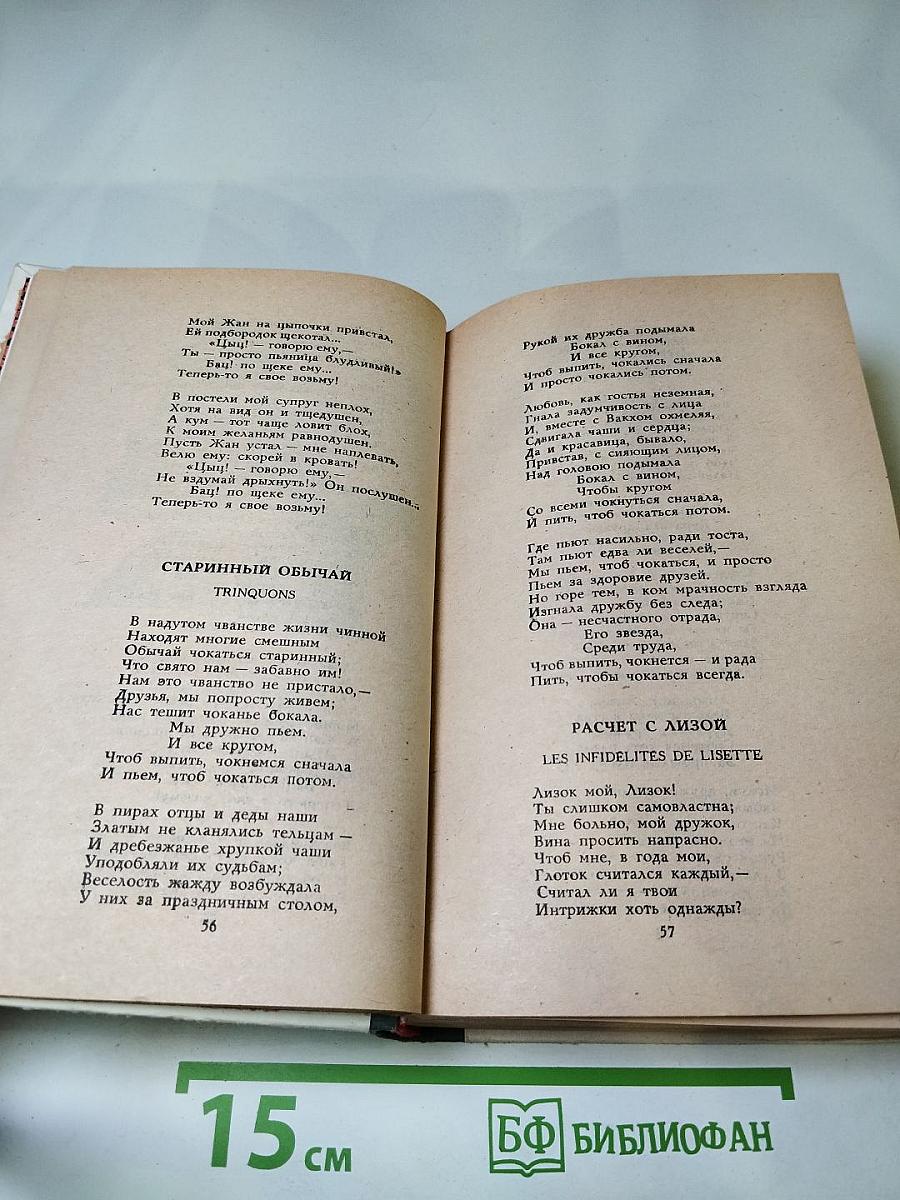 Мой Жан на цыпочки привстал,
Ей подбородок щекотал...
«Цыц! — говорю ему,—
Ты — просто пьяница блудливый!»
Бац! по щеке ему...
Теперь-то я свое возьму!
В постели мой супруг неплох,
Хотя на вид он и тщедушен,
А кум — тот чаще ловит блох,
К моим желаньям равнодушен.
Пусть Жан устал — мне наплевать,
Велю ему: скорей в кровать!
«Цыц! — говорю ему,—
Не вздумай дрыхнуть!» Он послушен...
Бац! по щеке ему...
Теперь-то я свое возьму!
СТАРИННЫЙ ОБЫЧАЙ
TRINQUONS
В надутом чванстве жизни чинной
Находят многие смешным
Обычай чокаться старинный;
Что свято нам — забавно им!
Нам это чванство не пристало,—
Друзья, мы попросту живем;
Нас тешит чоканье бокала.
Мы дружно пьем.
И все кругом,
Чтоб выпить, чокнемся сначала
И пьем, чтоб чокаться потом.
В пирах отцы и деды наши
Златым не кланялись тельцам —
И дребезжанье хрупкой чаши
Уподобляли их судьбам;
Веселость жажду возбуждала
У них за праздничным столом,
56
Рукой их дружба подымала
Бокал с вином,
И все кругом,
Чтоб выпить, чокались сначала
И просто чокались потом.
Любовь, как гостья неземная,
Гнала задумчивость с лица
И, вместе с Вакхом охмеляя,
Сдвигала чаши и сердца;
Да и красавица, бывало,
Привстав, с сияющим лицом,
Над головою подымала
Бокал с вином,
Чтобы кругом
Со всеми чокнуться сначала,
И пить, чтоб чокаться потом.
Где пьют насильно, ради тоста,
Там пьют едва ли веселей,—
Мы пьем, чтоб чокаться, и просто
Пьем за здоровие друзей.
Но горе тем, в ком мрачность взгляда
Изгнала дружбу без следа;
Она — несчастного отрада,
Его звезда,
Среди труда,
Чтоб выпить, чокнется — и рада
Пить, чтобы чокаться всегда.
РАСЧЕТ С ЛИЗОЙ
LES INFIDÉLITÉS DE LISETTE
Лизок мой, Лизок!
Ты слишком самовластна;
Мне больно, мой дружок,
Вина просить напрасно.
Чтоб мне, в года мои,
Глоток считался каждый,—
Считал ли я твои
Интрижки хоть однажды?
57
15 см
БФ БИБЛИОФАН